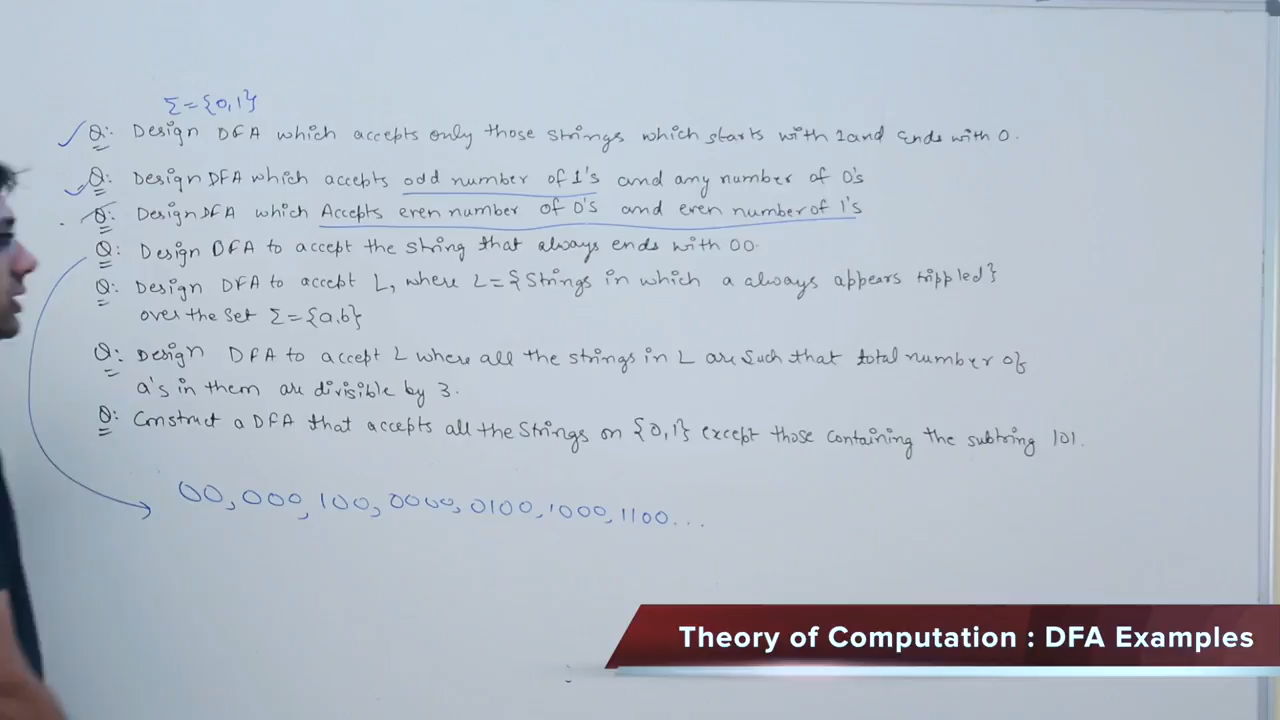 Σ={0,1}
Q: Design DFA which accepts only those strings which starts with 1 and Ends with 0.
Q: Design DFA which accepts odd number of 1's and any number of 0's
Q: Design DFA which Accepts even number of 0's and even number of 1's
Q: Design DFA to accept the string that always ends with 00.
Q: Design DFA to accept L, where L={Strings in which a always appears trippled}
over the set Σ={a,b}
Q: Design DFA to accept L where all the strings in L are such that total number of
a's in them are divisible by 3.
Q: Construct a DFA that accepts all the Strings on {0,1} except those containing the subtring 101.
00, 000, 100, 0000, 0100, 1000, 1100...
Theory of Computation : DFA Examples